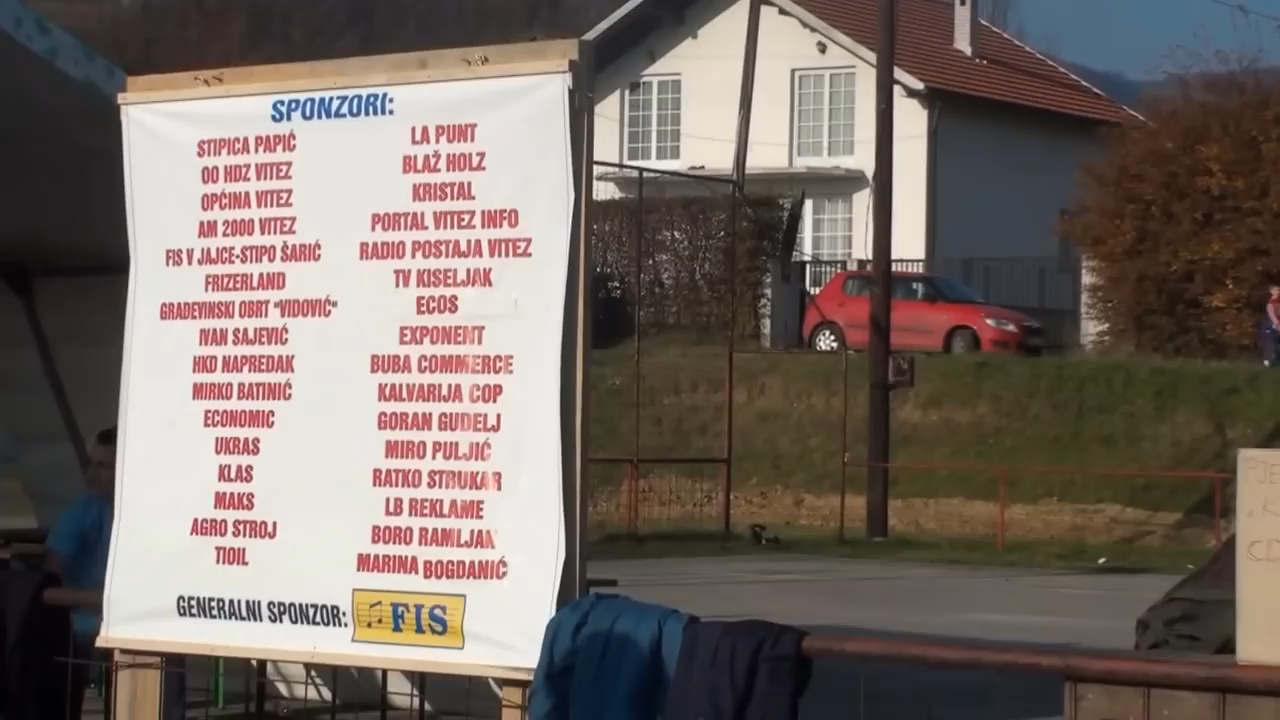 SPONZORI:
STIPICA PAPIĆ
OO HDZ VITEZ
OPĆINA VITEZ
AM 2000 VITEZ
FIS V JAJCE-STIPO ŠARIĆ
FRIZERLAND
GRAĐEVINSKI OBRT "VIDOVIĆ"
IVAN SAJEVIĆ
HKD NAPREDAK
MIRKO BATINIĆ
ECONOMIC
UKRAS
KLAS
MAKS
AGRO STROJ
TIOIL
LA PUNT
BLAŽ HOLZ
KRISTAL
PORTAL VITEZ INFO
RADIO POSTAJA VITEZ
TV KISELJAK
ECOS
EXPONENT
BUBA COMMERCE
KALVARIJA COP
GORAN GUDELJ
MIRO PULJIĆ
RATKO STRUKAR
LB REKLAME
BORO RAMLJAK
MARINA BOGDANIĆ
GENERALNI SPONZOR: FIS